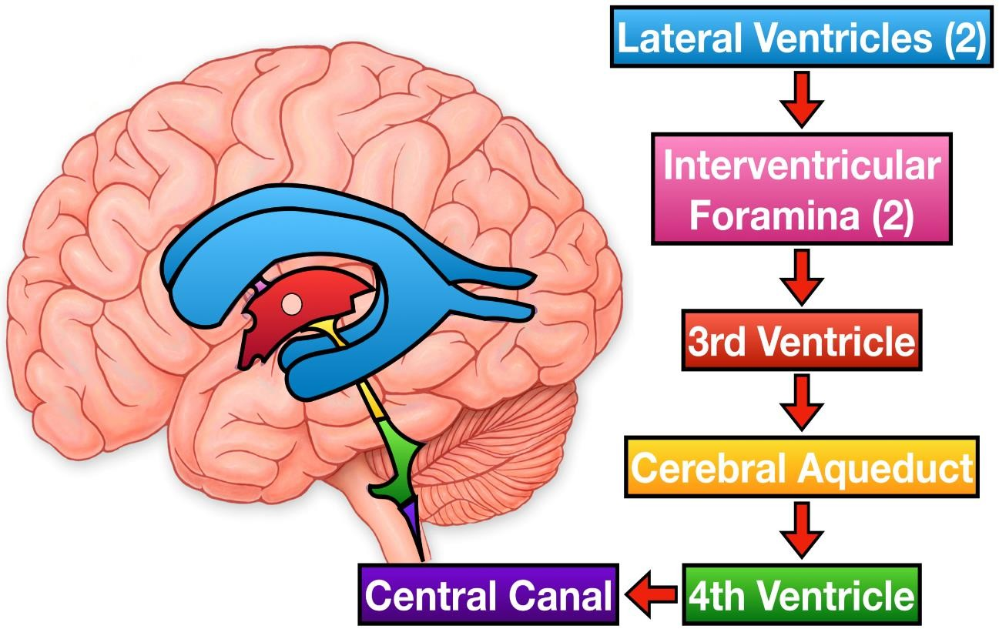 Lateral Ventricles (2)
Interventricular
Foramina (2)
3rd Ventricle
Cerebral Aqueduct
4th Ventricle
Central Canal